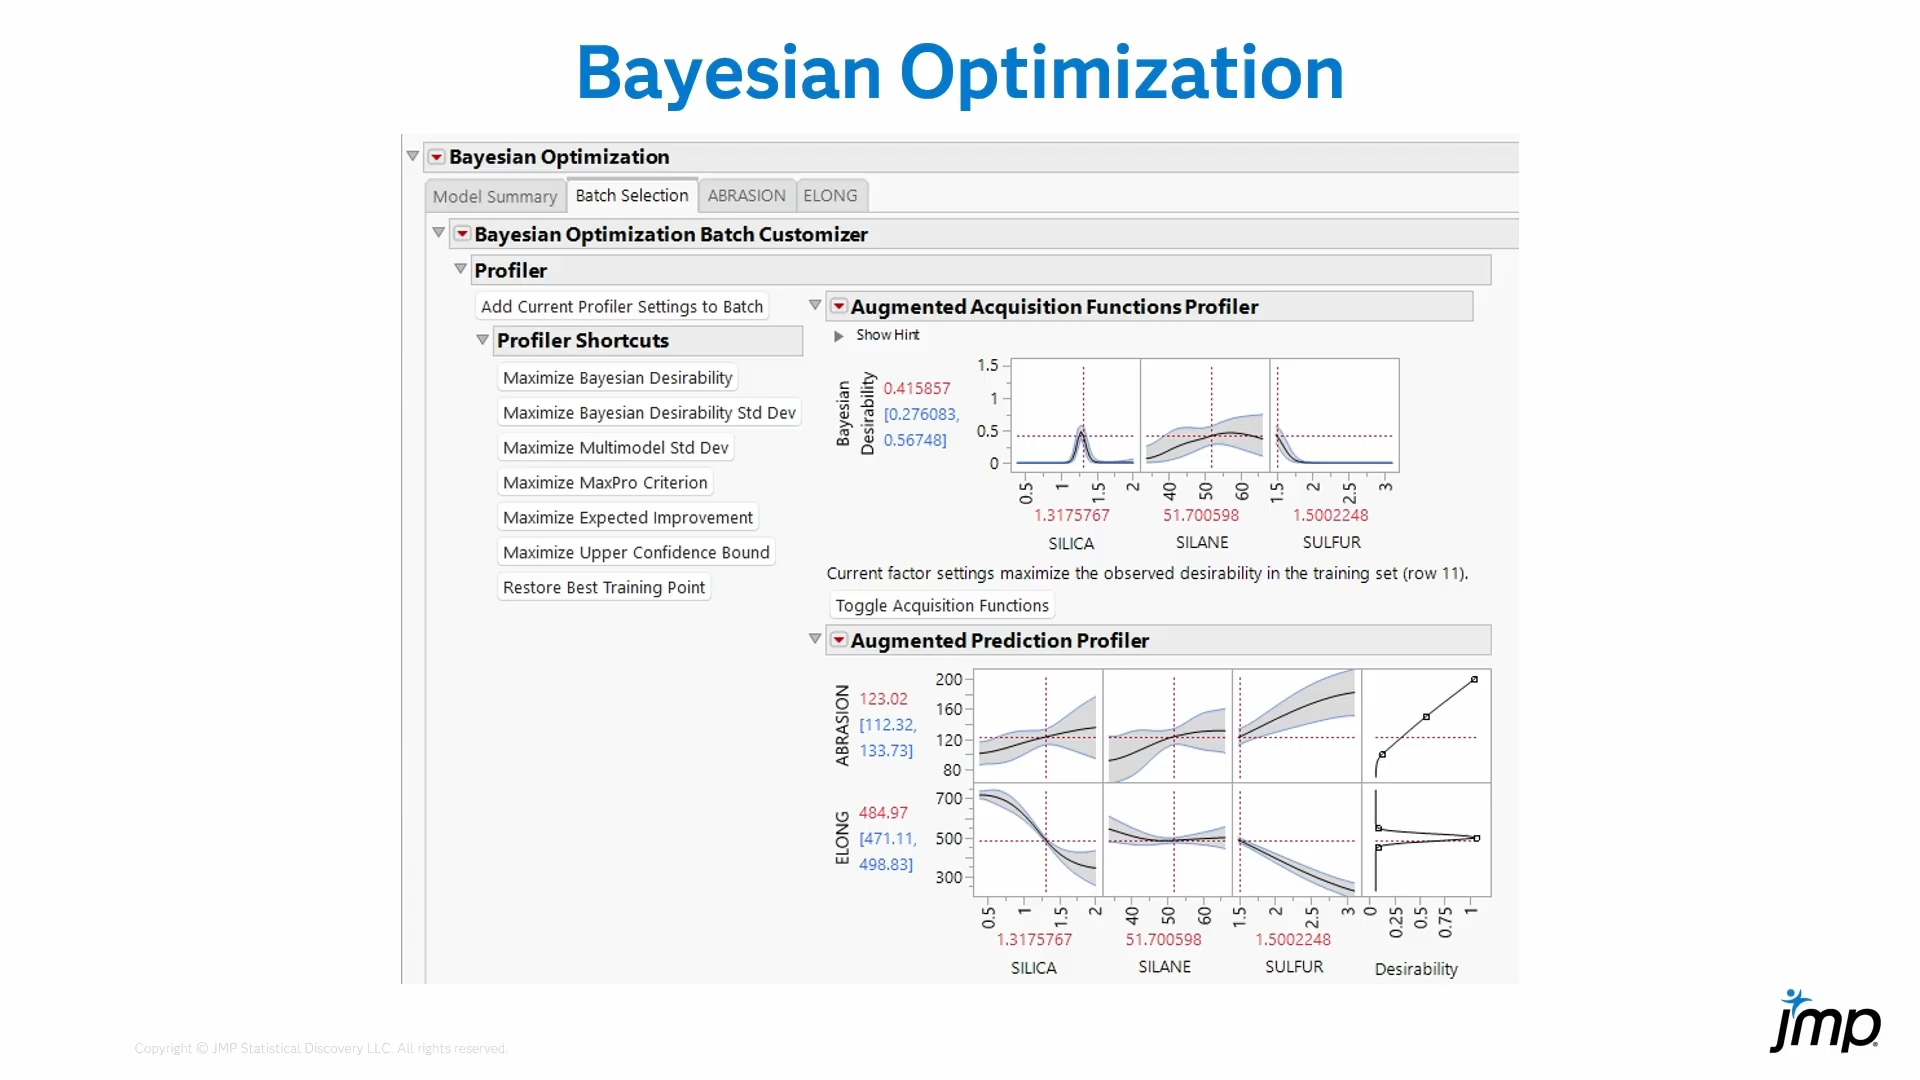 Bayesian Optimization
Bayesian Optimization
Model Summary
Batch Selection
ABRASION
ELONG
Bayesian Optimization Batch Customizer
Profiler
Add Current Profiler Settings to Batch
Profiler Shortcuts
Maximize Bayesian Desirability
Maximize Bayesian Desirability Std Dev
Maximize Multimodel Std Dev
Maximize MaxPro Criterion
Maximize Expected Improvement
Maximize Upper Confidence Bound
Restore Best Training Point
Augmented Acquisition Functions Profiler
Show Hint
Bayesian
Desirability
0.415857
[0.276083,
0.56748]
1.5
1
0.5
0
0.5 1 1.5 2 40 50 60 1.5 2 2.5 3
1.3175767 51.700598 1.5002248
SILICA SILANE SULFUR
Current factor settings maximize the observed desirability in the training set (row 11).
Toggle Acquisition Functions
Augmented Prediction Profiler
ABRASION
123.02
[112.32,
133.73]
200
160
120
80
ELONG
484.97
[471.11,
498.83]
700
500
300
0.5 1 1.5 2 40 50 60 1.5 2 2.5 3 0 0.25 0.5 0.75 1
1.3175767 51.700598 1.5002248
SILICA SILANE SULFUR Desirability
Copyright © JMP Statistical Discovery LLC. All rights reserved.
jmp